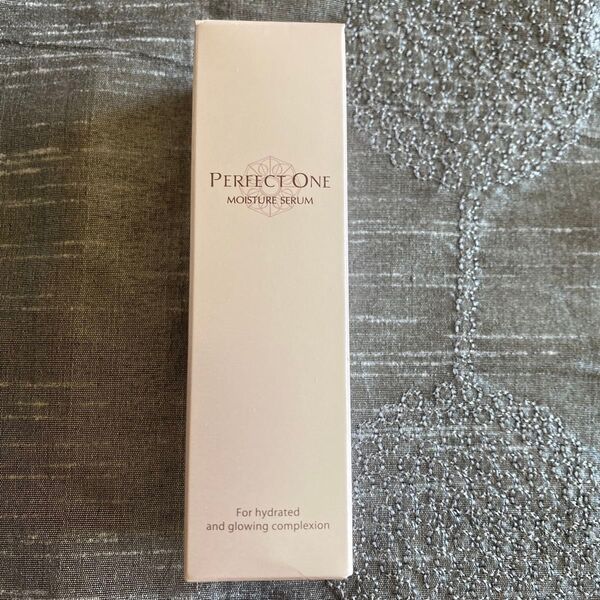 PERFECT ONE
MOISTURE SERUM
For hydrated
and glowing complexion